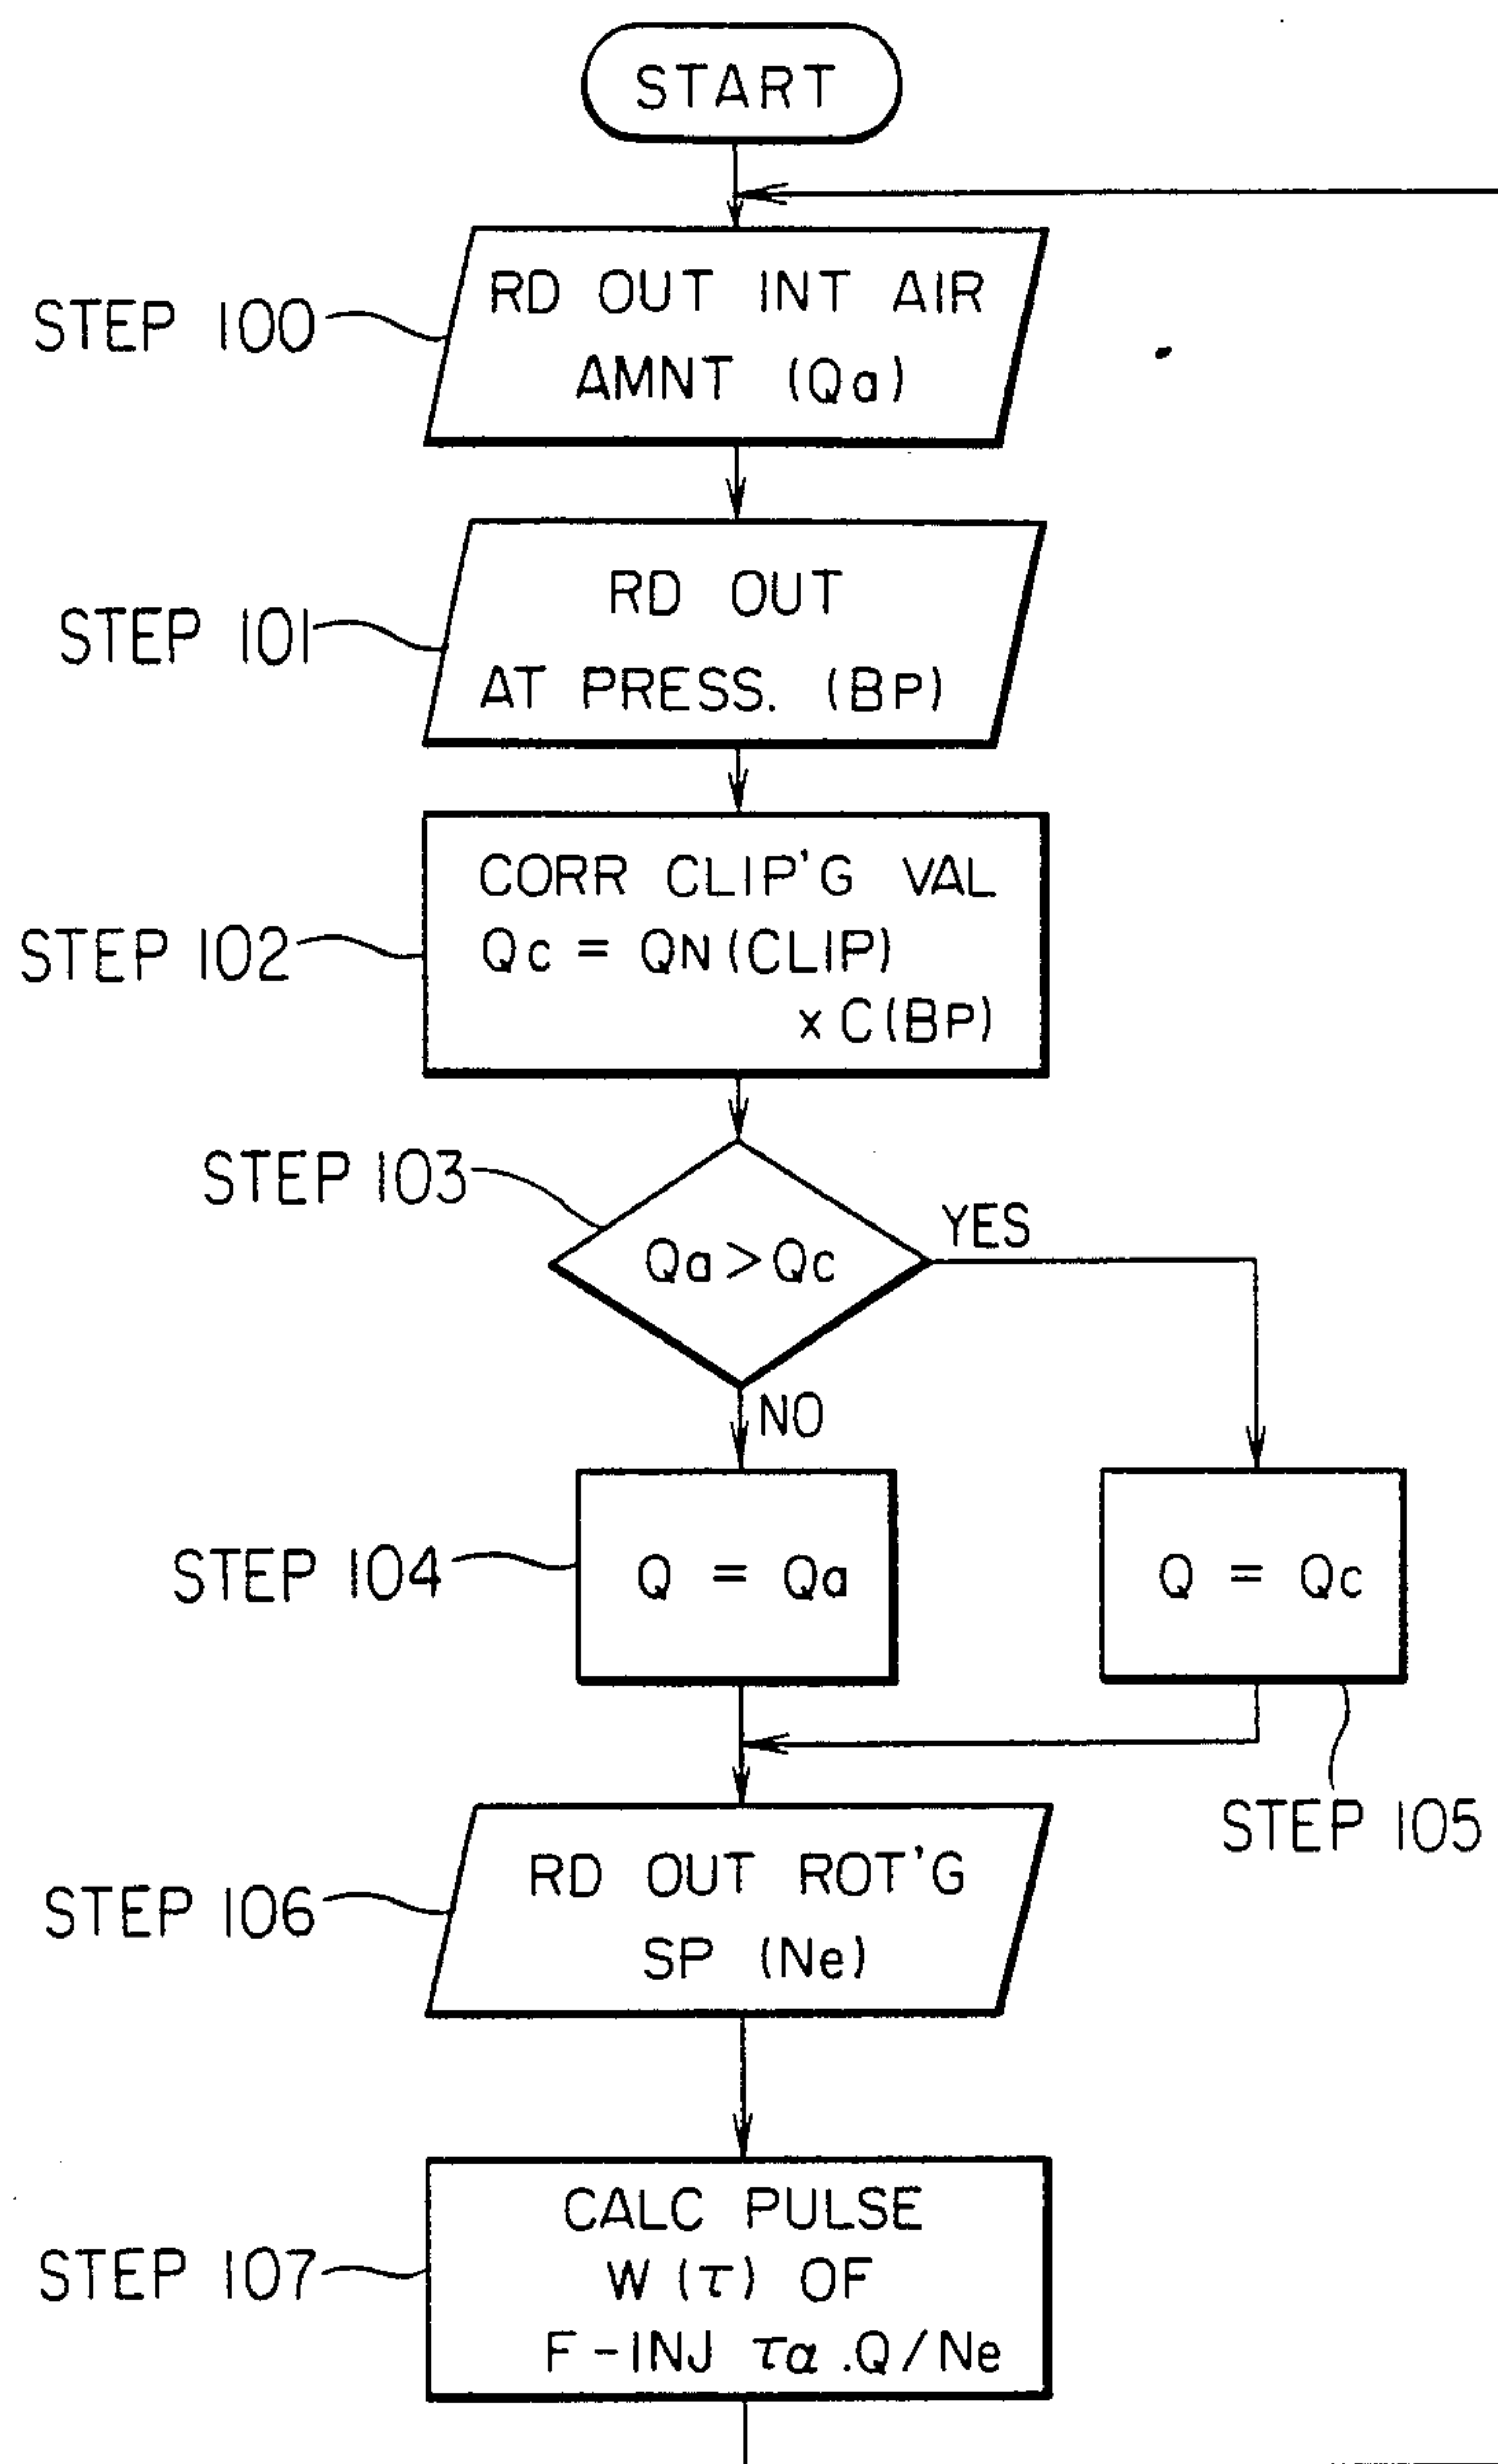 START
STEP 100
RD OUT INT AIR
AMNT (Qa)
STEP 101
RD OUT
AT PRESS. (BP)
STEP 102
CORR CLIP'G VAL
Qc = QN(CLIP)
x C(BP)
STEP 103
Qa>Qc
YES
NO
STEP 104
Q = Qa
Q = Qc
STEP 105
STEP 106
RD OUT ROT'G
SP (Ne)
STEP 107
CALC PULSE
W (τ) OF
F-INJ τα .Q/Ne